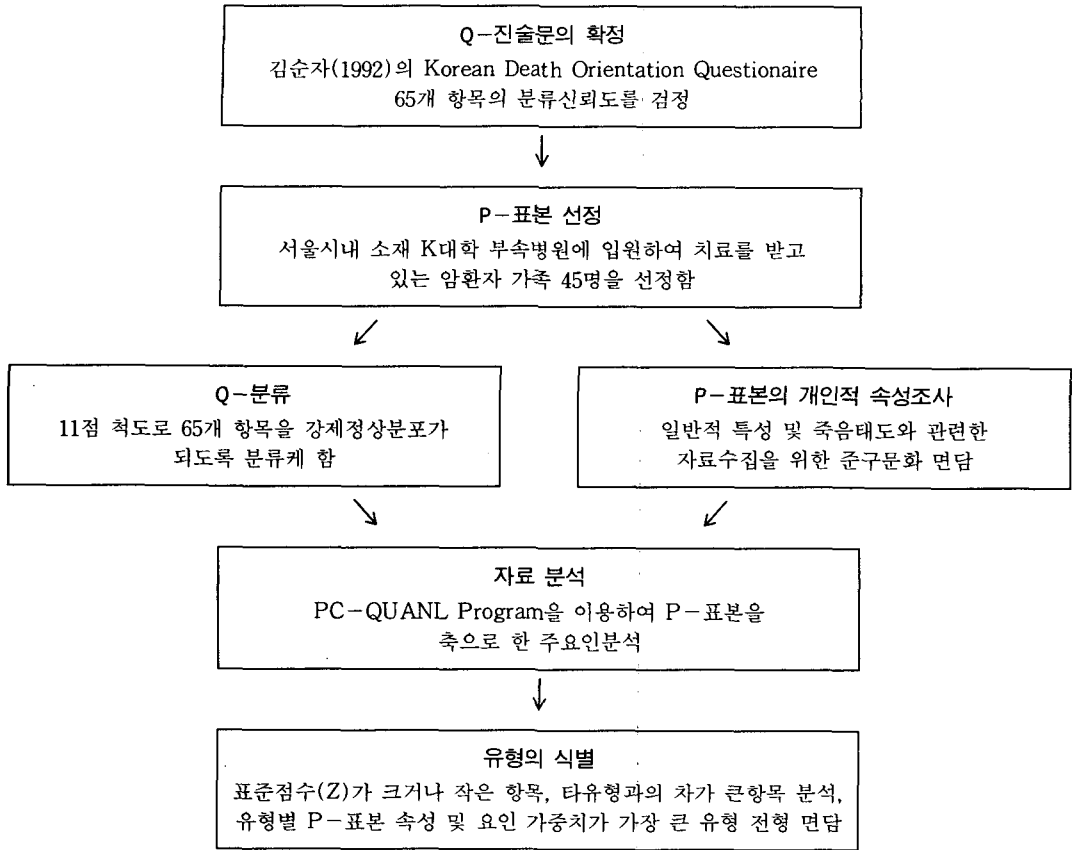 Q-진술문의 확정
김순자(1992)의 Korean Death Orientation Questionaire
65개 항목의 분류신뢰도를 검정
P-표본 선정
서울시내 소재 K대학 부속병원에 입원하여 치료를 받고
있는 암환자 가족 45명을 선정함
Q-분류
11점 척도로 65개 항목을 강제정상분포가
되도록 분류케 함
P-표본의 개인적 속성조사
일반적 특성 및 죽음태도와 관련한
자료수집을 위한 준구문화 면담
자료 분석
PC-QUANL Program을 이용하여 P-표본을
축으로 한 주요인분석
유형의 식별
표준점수(Z)가 크거나 작은 항목, 타유형과의 차가 큰항목 분석,
유형별 P-표본 속성 및 요인 가중치가 가장 큰 유형 전형 면담